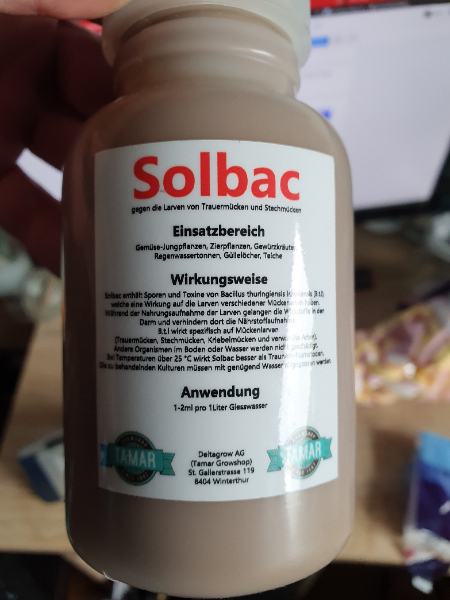 Solbac
gegen die Larven von Trauermücken und Stechmücken
Einsatzbereich
Gemüse-Jungpflanzen, Zierpflanzen, Gewürzkräuter
Regenwassertonnen, Güllelöcher, Teiche
Wirkungsweise
Solbac enthält: Sporen und Toxine von Bacillus thuringiensis (B.t.i),
welche eine Wirkung auf die Larven verschiedener Mückenarten haben.
Während der Nahrungsaufnahme der Larven gelangen die Wirkstoffe in den
Darm und verhindern dort die Nährstoffaufnahme.
B.t.i wirkt spezifisch auf Mückenlarven
(Trauermücken, Stechmücken, Kriebelmücken und verwandte Arten).
Andere Organismen im Boden oder Wasser werden nicht
Bei Temperaturen über 25 °C wirkt Solbac besser als
Die zu behandelnden Kulturen müssen mit genügend Wasser werden
Anwendung
1-2ml pro 1Liter Giesswasser
TAMAR
Deltagrow AG
(Tamar Growshop)
St. Gallerstrasse 119
8404 Winterthur
TAMAR